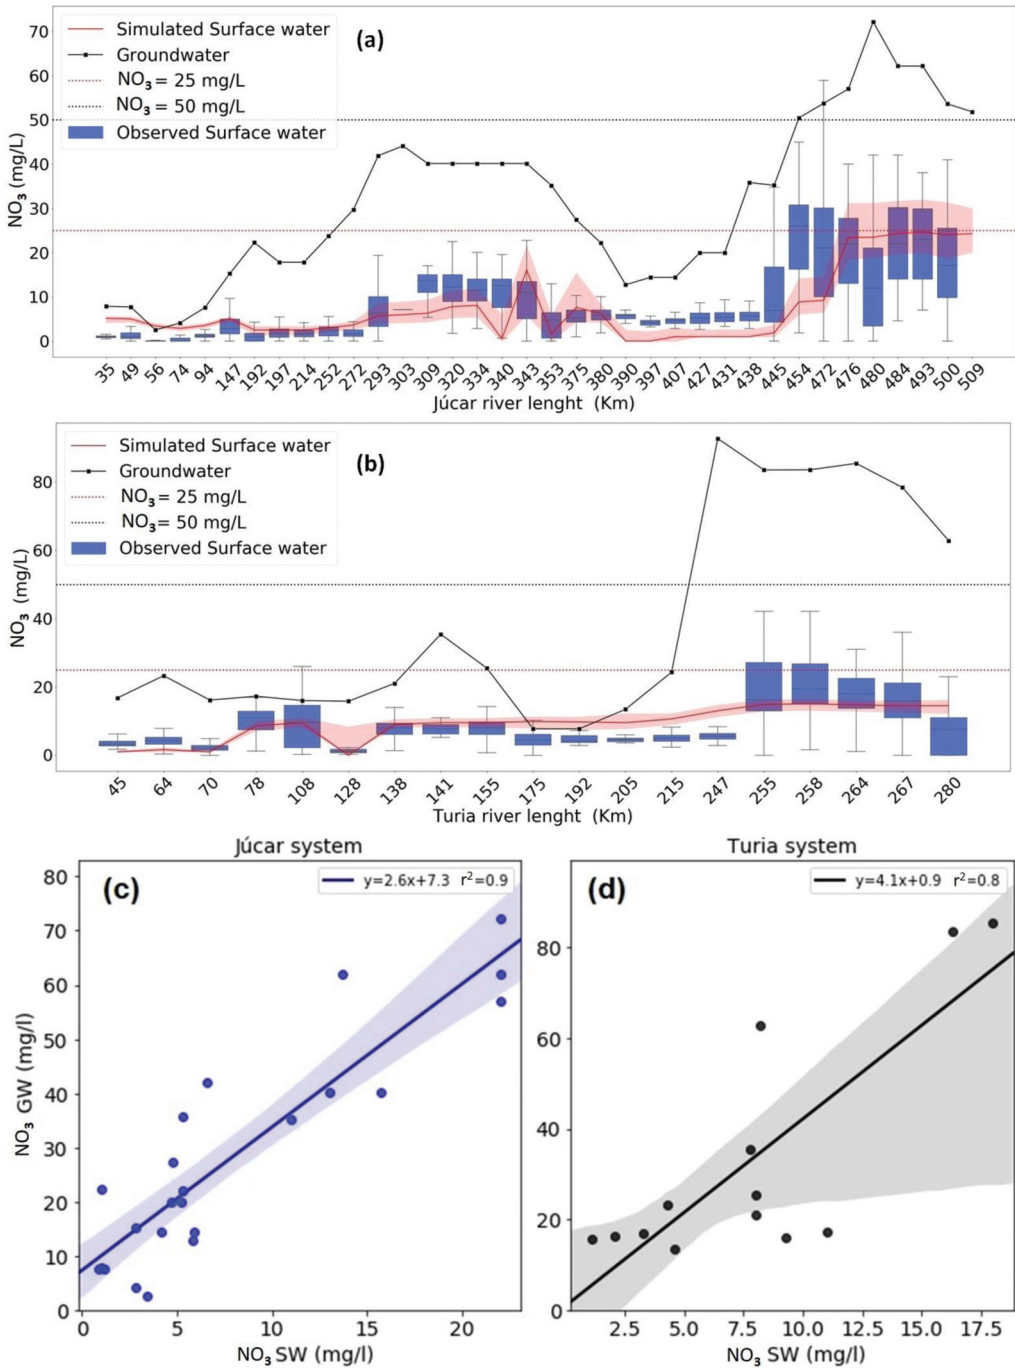 Simulated Surface water
Groundwater
NO3 = 25 mg/L
NO3 = 50 mg/L
Observed Surface water
(a)
NO3 (mg/L)
70
60
50
40
30
20
10
0
35 49 56 74 94 147 192 197 214 252 272 293 303 309 320 334 340 343 353 375 380 390 397 407 427 431 438 445 454 472 476 480 484 493 500 509
Júcar river lenght (Km)
Simulated Surface water
Groundwater
NO3 = 25 mg/L
NO3 = 50 mg/L
Observed Surface water
(b)
NO3 (mg/L)
80
60
40
20
0
45 64 70 78 108 128 138 141 155 175 192 205 215 247 255 258 264 267 280
Turia river lenght (Km)
Júcar system
(c)
y=2.6x+7.3 r²=0.9
NO3 GW (mg/l)
80
70
60
50
40
30
20
10
0
0 5 10 15 20
NO3 SW (mg/l)
Turia system
(d)
y=4.1x+0.9 r²=0.8
80
60
40
20
0
2.5 5.0 7.5 10.0 12.5 15.0 17.5
NO3 SW (mg/l)